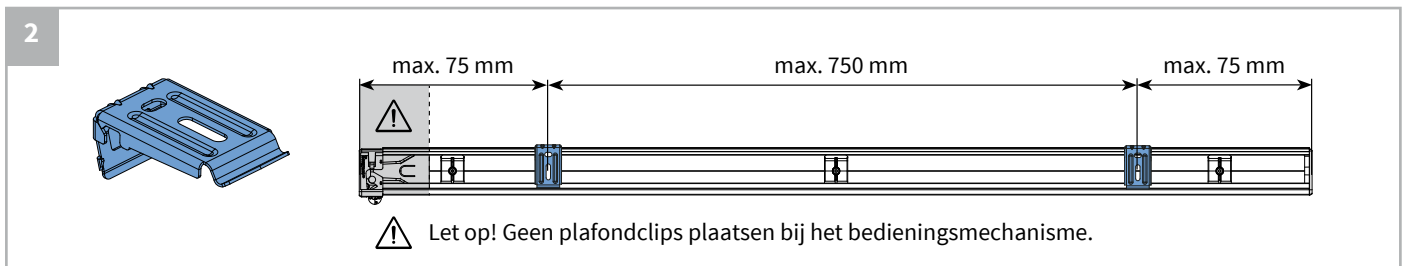 2
max. 75 mm
max. 750 mm
max. 75 mm
Let op! Geen plafondclips plaatsen bij het bedieningsmechanisme.